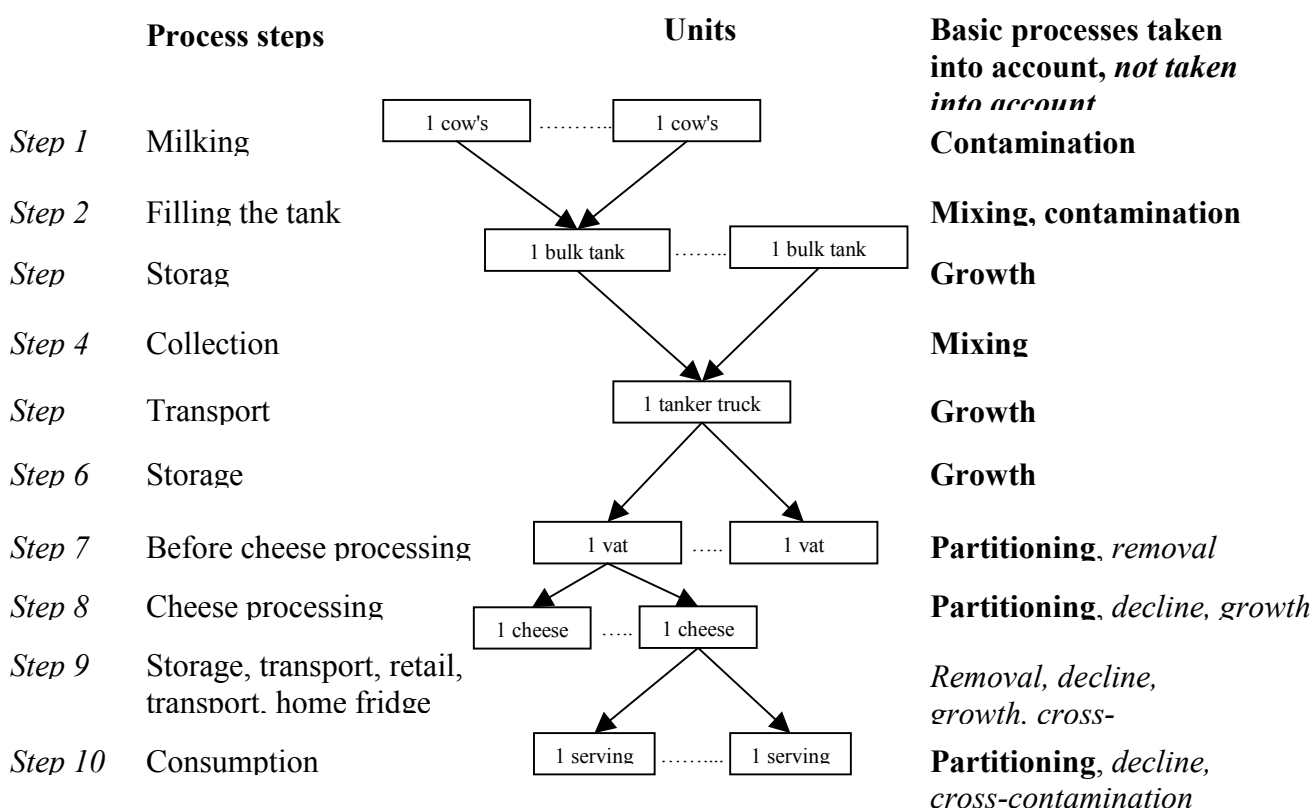 Process steps Units Basic processes taken
into account, not taken
into account
Step 1 Milking 1 cow's ……….. 1 cow's Contamination
Step 2 Filling the tank Mixing, contamination
1 bulk tank …….. 1 bulk tank
Step Storag Growth
Step 4 Collection Mixing
Step Transport 1 tanker truck Growth
Step 6 Storage Growth
Step 7 Before cheese processing 1 vat ….. 1 vat Partitioning, removal
Step 8 Cheese processing Partitioning, decline, growth
1 cheese ….. 1 cheese
Step 9 Storage, transport, retail,
transport, home fridge
Removal, decline,
growth, cross-
Step 10 Consumption 1 serving ……... 1 serving Partitioning, decline,
cross-contamination